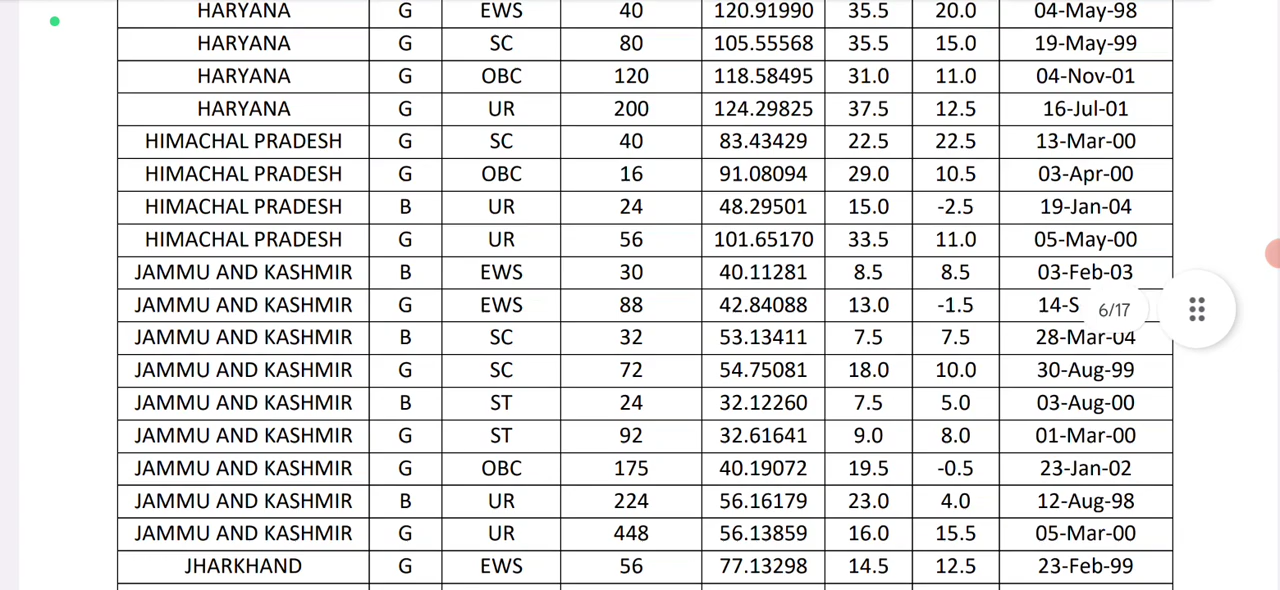 HARYANA G EWS 40 120.91990 35.5 20.0 04-May-98
HARYANA G SC 80 105.55568 35.5 15.0 19-May-99
HARYANA G OBC 120 118.58495 31.0 11.0 04-Nov-01
HARYANA G UR 200 124.29825 37.5 12.5 16-Jul-01
HIMACHAL PRADESH G SC 40 83.43429 22.5 22.5 13-Mar-00
HIMACHAL PRADESH G OBC 16 91.08094 29.0 10.5 03-Apr-00
HIMACHAL PRADESH B UR 24 48.29501 15.0 -2.5 19-Jan-04
HIMACHAL PRADESH G UR 56 101.65170 33.5 11.0 05-May-00
JAMMU AND KASHMIR B EWS 30 40.11281 8.5 8.5 03-Feb-03
JAMMU AND KASHMIR G EWS 88 42.84088 13.0 -1.5 14-S 6/17
JAMMU AND KASHMIR B SC 32 53.13411 7.5 7.5 28-Mar-04
JAMMU AND KASHMIR G SC 72 54.75081 18.0 10.0 30-Aug-99
JAMMU AND KASHMIR B ST 24 32.12260 7.5 5.0 03-Aug-00
JAMMU AND KASHMIR G ST 92 32.61641 9.0 8.0 01-Mar-00
JAMMU AND KASHMIR G OBC 175 40.19072 19.5 -0.5 23-Jan-02
JAMMU AND KASHMIR B UR 224 56.16179 23.0 4.0 12-Aug-98
JAMMU AND KASHMIR G UR 448 56.13859 16.0 15.5 05-Mar-00
JHARKHAND G EWS 56 77.13298 14.5 12.5 23-Feb-99